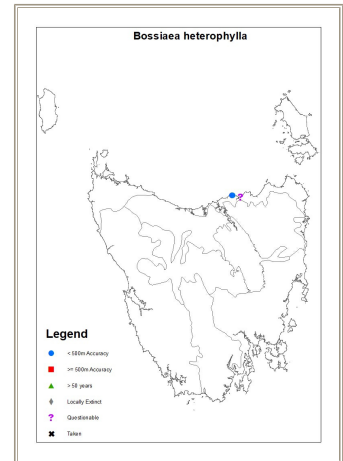 Bossiaea heterophylla
?
Legend
< 500m Accuracy
>= 500m Accuracy
> 50 years
Locally Extinct
? Questionable
Taken